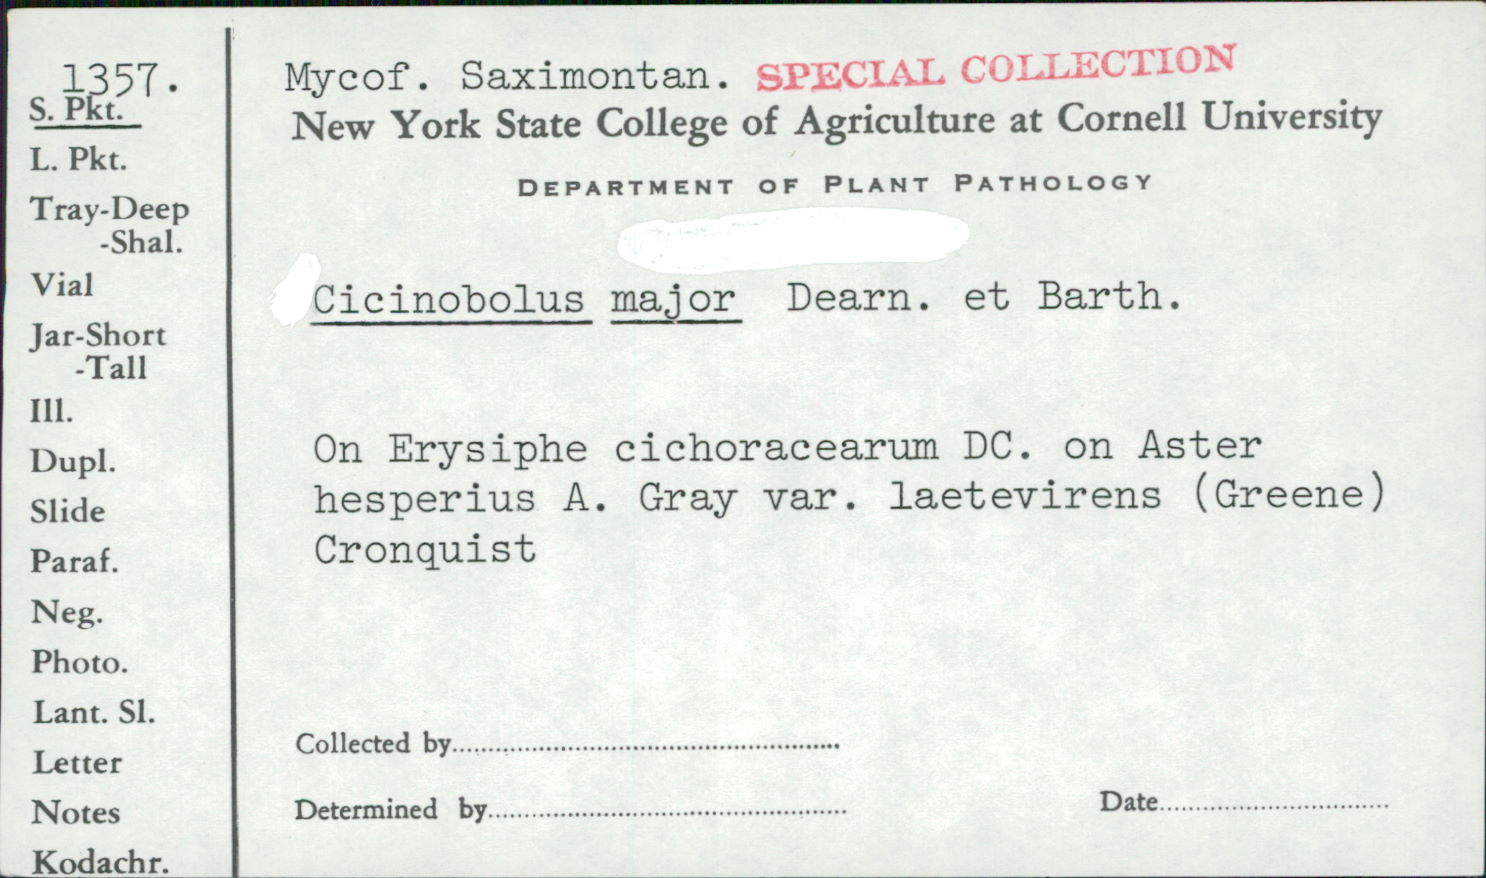 1357.
S. Pkt.
L. Pkt.
Tray-Deep
-Shal.
Vial
Jar-Short
-Tall
Ill.
Dupl.
Slide
Paraf.
Neg.
Photo.
Lant. Sl.
Letter
Notes
Kodachr.
Mycof. Saximontan. SPECIAL COLLECTION
New York State College of Agriculture at Cornell University
DEPARTMENT OF PLANT PATHOLOGY
Cicinobolus major Dearn. et Barth.
On Erysiphe cichoracearum DC. on Aster
hesperius A. Gray var. laetevirens (Greene)
Cronquist
Collected by
Determined by Date